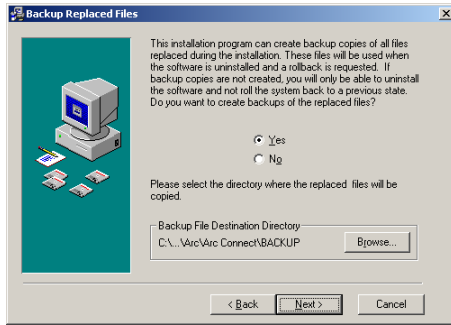 Backup Replaced Files
This installation program can create backup copies of all files
replaced during the installation. These files will be used when
the software is uninstalled and a rollback is requested. If
backup copies are not created, you will only be able to uninstall
the software and not roll the system back to a previous state.
Do you want to create backups of the replaced files?
Yes
No
Please select the directory where the replaced files will be
copied.
Backup File Destination Directory
C:\...\Arc\Arc Connect\BACKUP
Browse...
< Back
Next >
Cancel